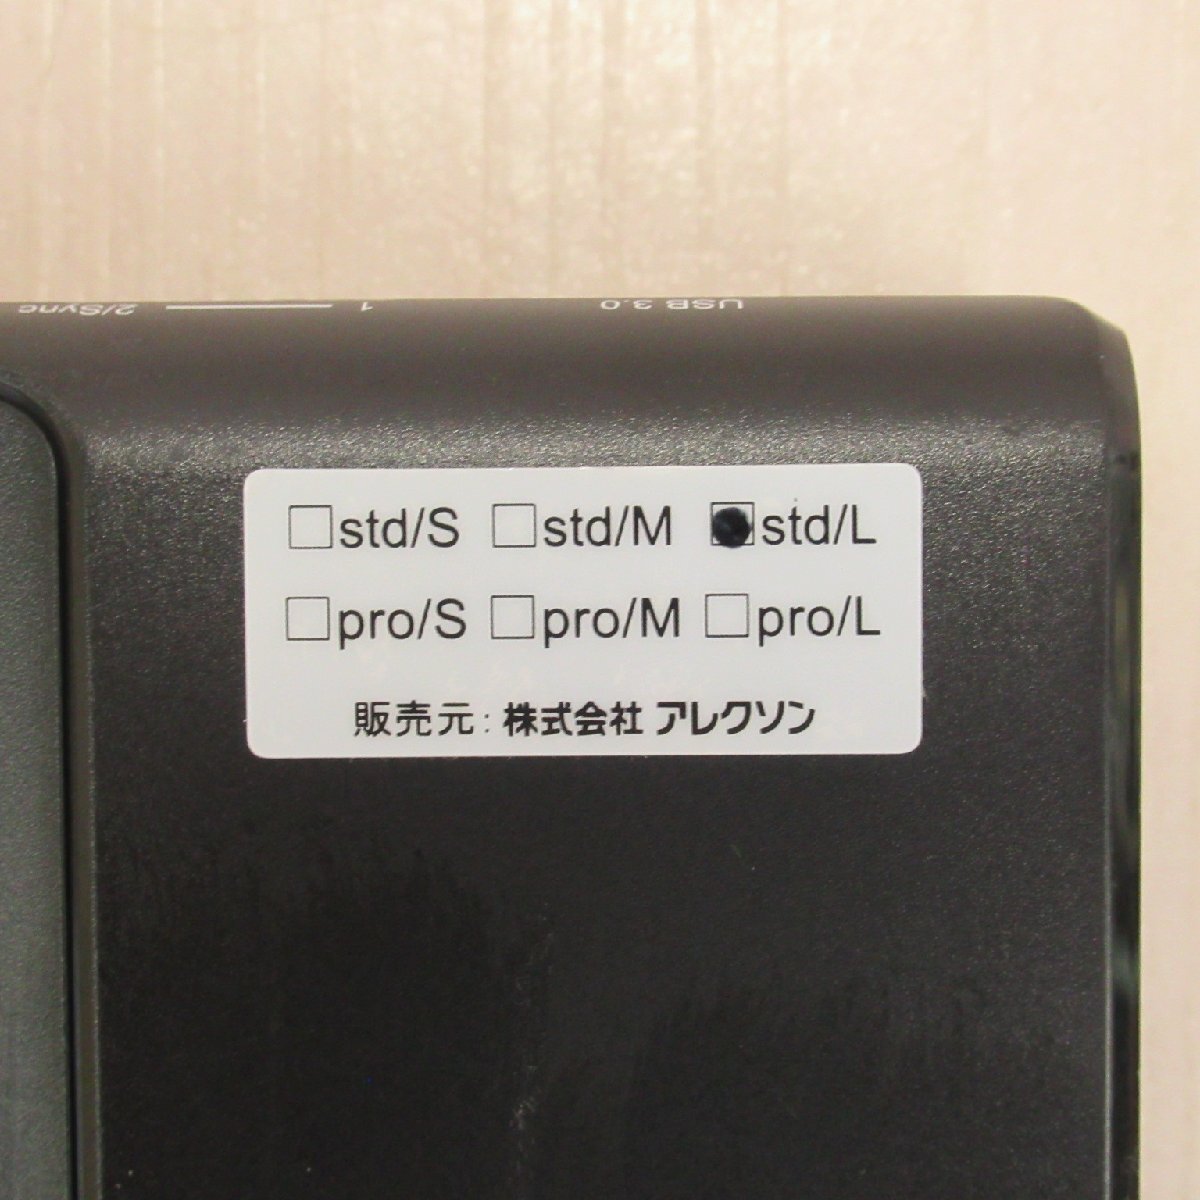 2/Sync 1 USB 3.0
□std/S □std/M ☑std/L
□pro/S □pro/M □pro/L
販売元: 株式会社 アレクソン